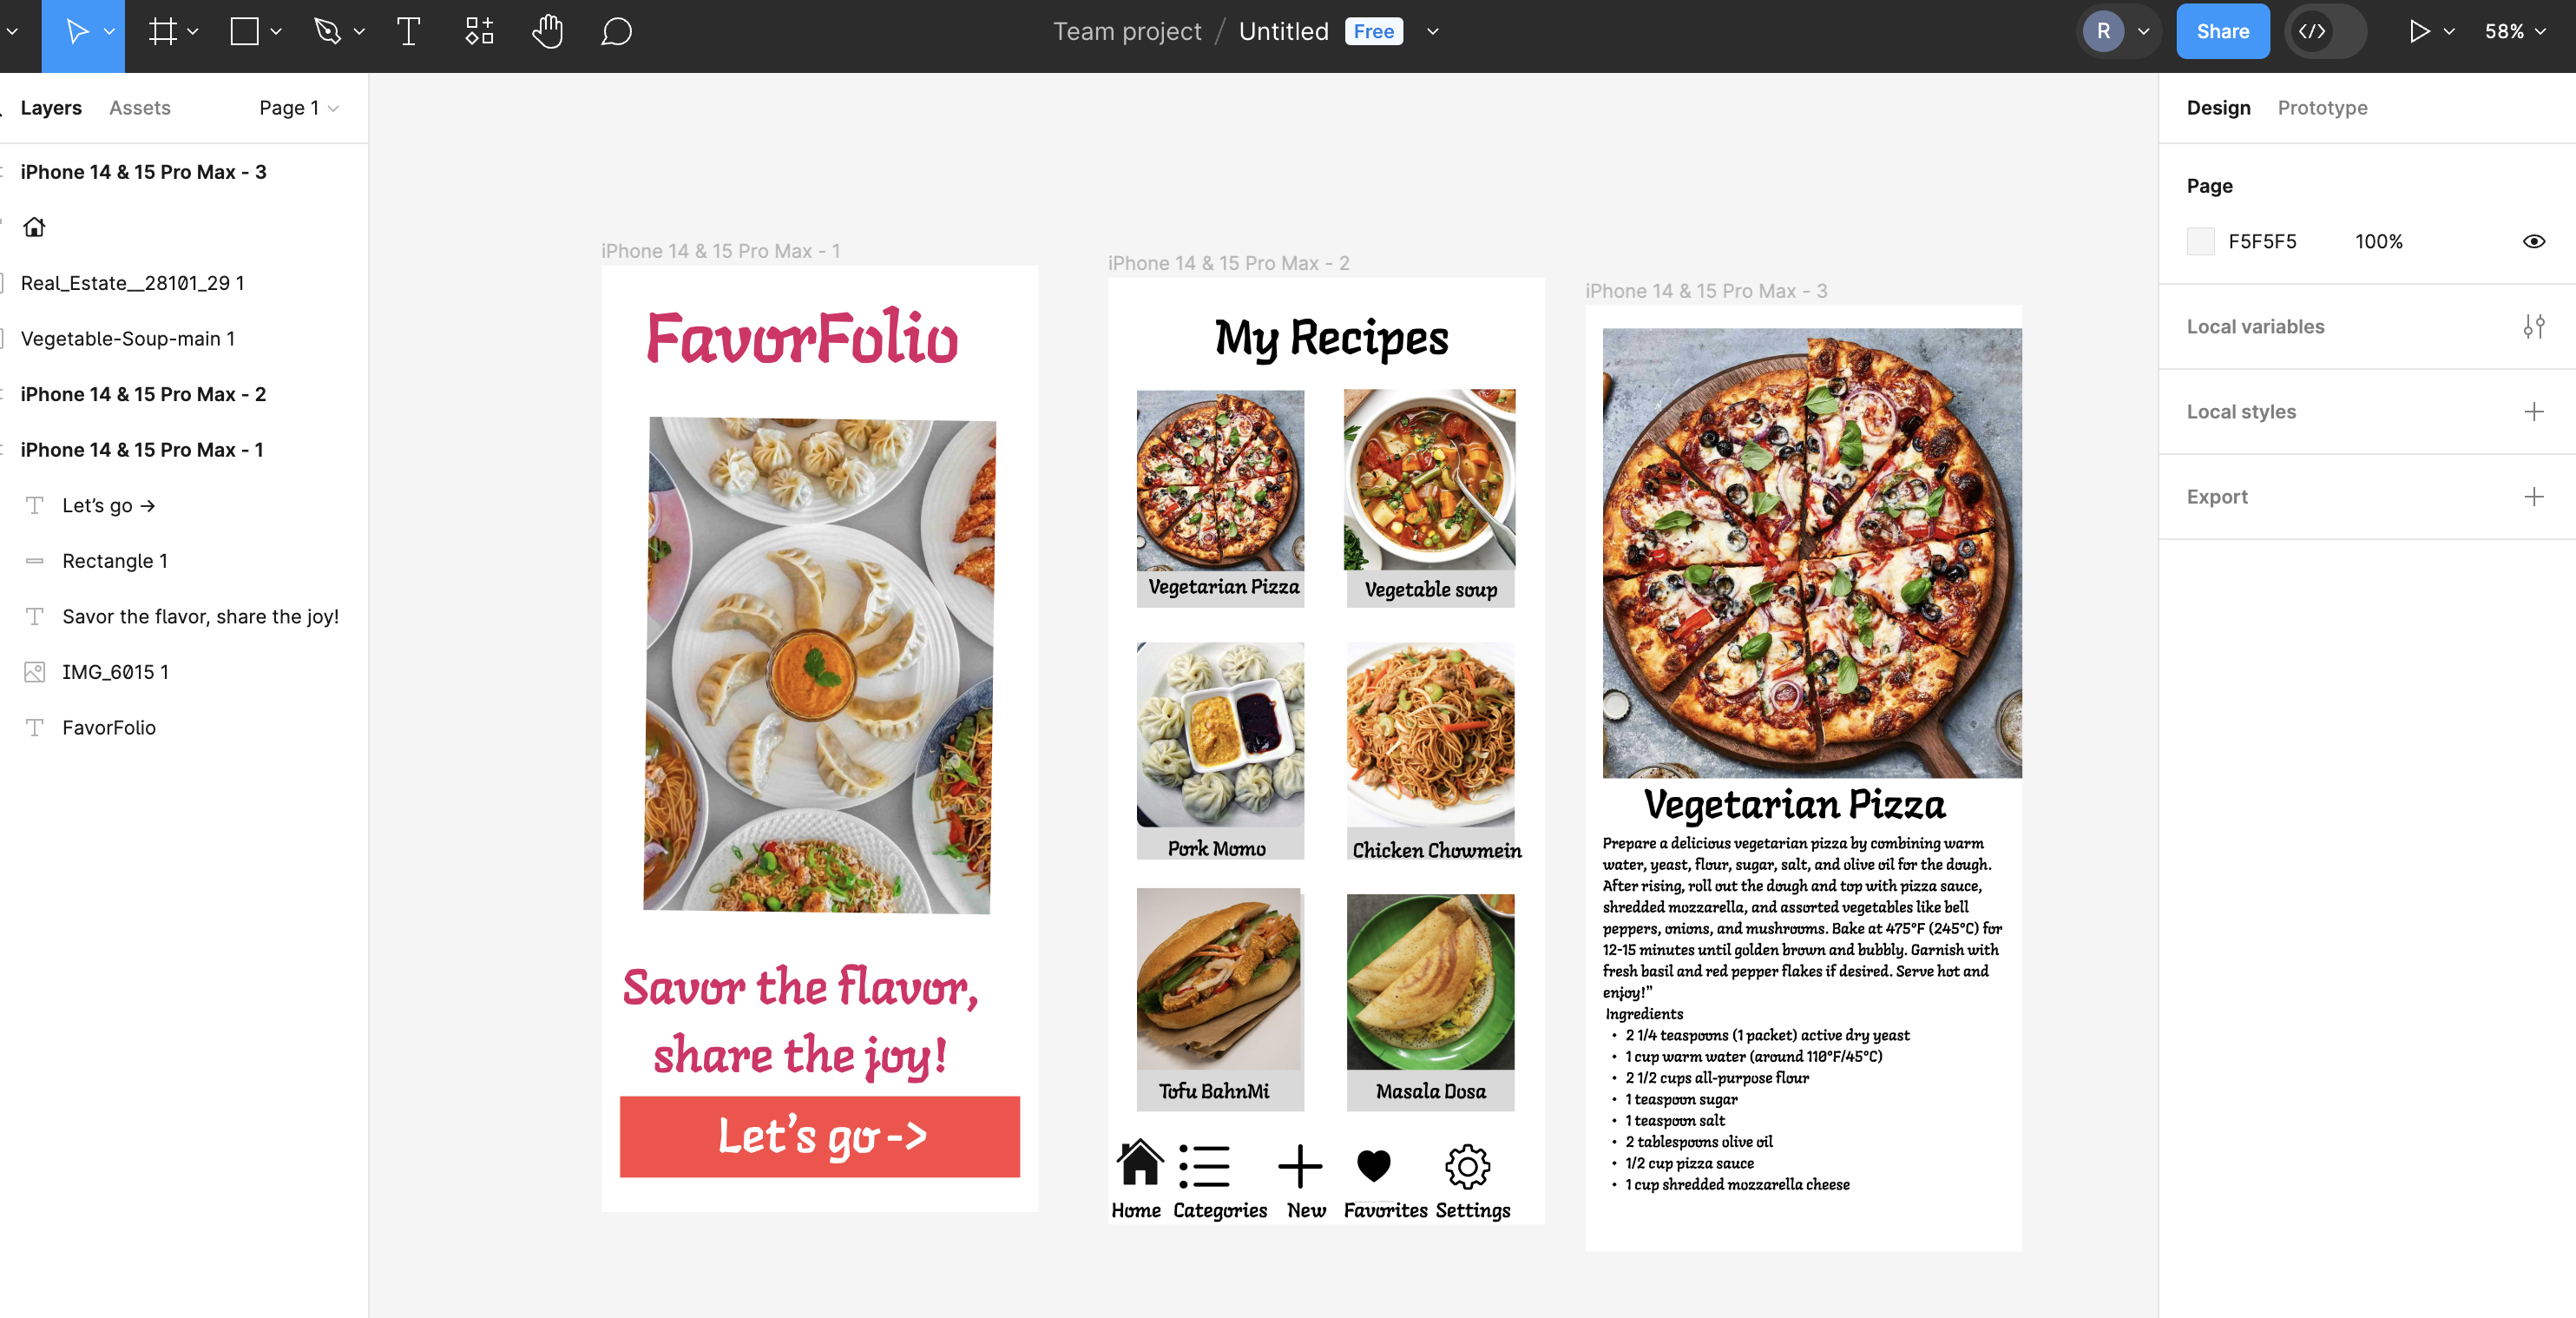 Team project / Untitled Free
R
Share
58%
Layers Assets Page 1
iPhone 14 & 15 Pro Max - 3
Real_Estate__28101_29 1
Vegetable-Soup-main 1
iPhone 14 & 15 Pro Max - 2
iPhone 14 & 15 Pro Max - 1
Let’s go ->
Rectangle 1
Savor the flavor, share the joy!
IMG_6015 1
FavorFolio
iPhone 14 & 15 Pro Max - 1
FavorFolio
Savor the flavor,
share the joy!
Let’s go ->
iPhone 14 & 15 Pro Max - 2
My Recipes
Vegetarian Pizza
Vegetable soup
Pork Momo
Chicken Chowmein
Tofu BahnMi
Masala Dosa
Home Categories New Favorites Settings
iPhone 14 & 15 Pro Max - 3
Vegetarian Pizza
Prepare a delicious vegetarian pizza by combining warm
water, yeast, flour, sugar, salt, and olive oil for the dough.
After rising, roll out the dough and top with pizza sauce,
shredded mozzarella, and assorted vegetables like bell
peppers, onions, and mushrooms. Bake at 475°F (245°C) for
12-15 minutes until golden brown and bubbly. Garnish with
fresh basil and red pepper flakes if desired. Serve hot and
enjoy!”
Ingredients
• 2 1/4 teaspoons (1 packet) active dry yeast
• 1 cup warm water (around 110°F/45°C)
• 2 1/2 cups all-purpose flour
• 1 teaspoon sugar
• 1 teaspoon salt
• 2 tablespoons olive oil
• 1/2 cup pizza sauce
• 1 cup shredded mozzarella cheese
Design Prototype
Page
F5F5F5 100%
Local variables
Local styles
Export